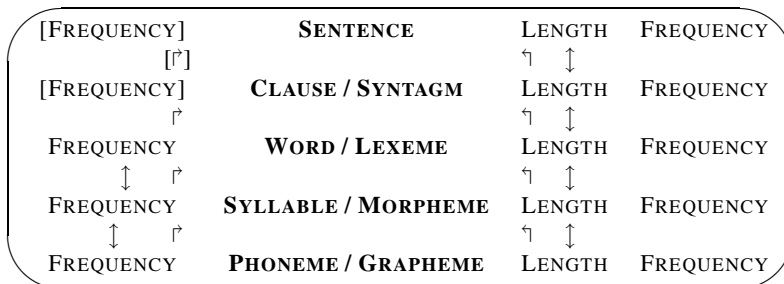 [FREQUENCY] SENTENCE LENGTH FREQUENCY
[↱] ↰ ↕
[FREQUENCY] CLAUSE / SYNTAGM LENGTH FREQUENCY
↱ ↰ ↕
FREQUENCY WORD / LEXEME LENGTH FREQUENCY
↕ ↱ ↰ ↕
FREQUENCY SYLLABLE / MORPHEME LENGTH FREQUENCY
↕ ↱ ↰ ↕
FREQUENCY PHONEME / GRAPHEME LENGTH FREQUENCY